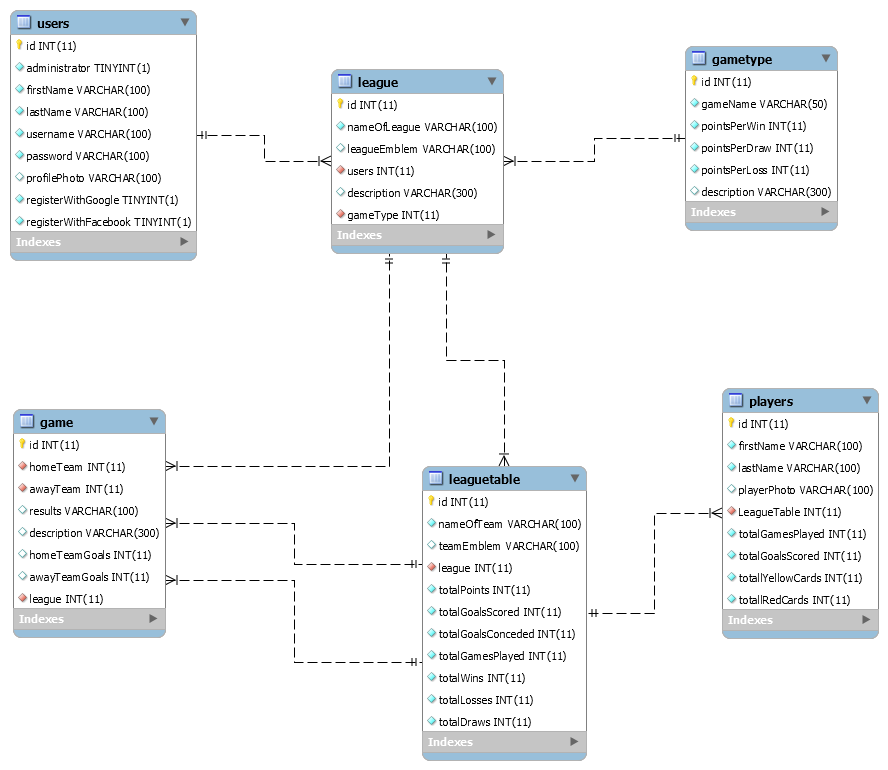 users
id INT(11)
administrator TINYINT(1)
firstName VARCHAR(100)
lastName VARCHAR(100)
username VARCHAR(100)
password VARCHAR(100)
profilePhoto VARCHAR(100)
registerWithGoogle TINYINT(1)
registerWithFacebook TINYINT(1)
Indexes
league
id INT(11)
nameOfLeague VARCHAR(100)
leagueEmblem VARCHAR(100)
users INT(11)
description VARCHAR(300)
gameType INT(11)
Indexes
gametype
id INT(11)
gameName VARCHAR(50)
pointsPerWin INT(11)
pointsPerDraw INT(11)
pointsPerLoss INT(11)
description VARCHAR(300)
Indexes
game
id INT(11)
homeTeam INT(11)
awayTeam INT(11)
results VARCHAR(100)
description VARCHAR(300)
homeTeamGoals INT(11)
awayTeamGoals INT(11)
league INT(11)
Indexes
leaguetable
id INT(11)
nameOfTeam VARCHAR(100)
teamEmblem VARCHAR(100)
league INT(11)
totalPoints INT(11)
totalGoalsScored INT(11)
totalGoalsConceded INT(11)
totalGamesPlayed INT(11)
totalWins INT(11)
totalLosses INT(11)
totalDraws INT(11)
Indexes
players
id INT(11)
firstName VARCHAR(100)
lastName VARCHAR(100)
playerPhoto VARCHAR(100)
LeagueTable INT(11)
totalGamesPlayed INT(11)
totalGoalsScored INT(11)
totallYellowCards INT(11)
totallRedCards INT(11)
Indexes